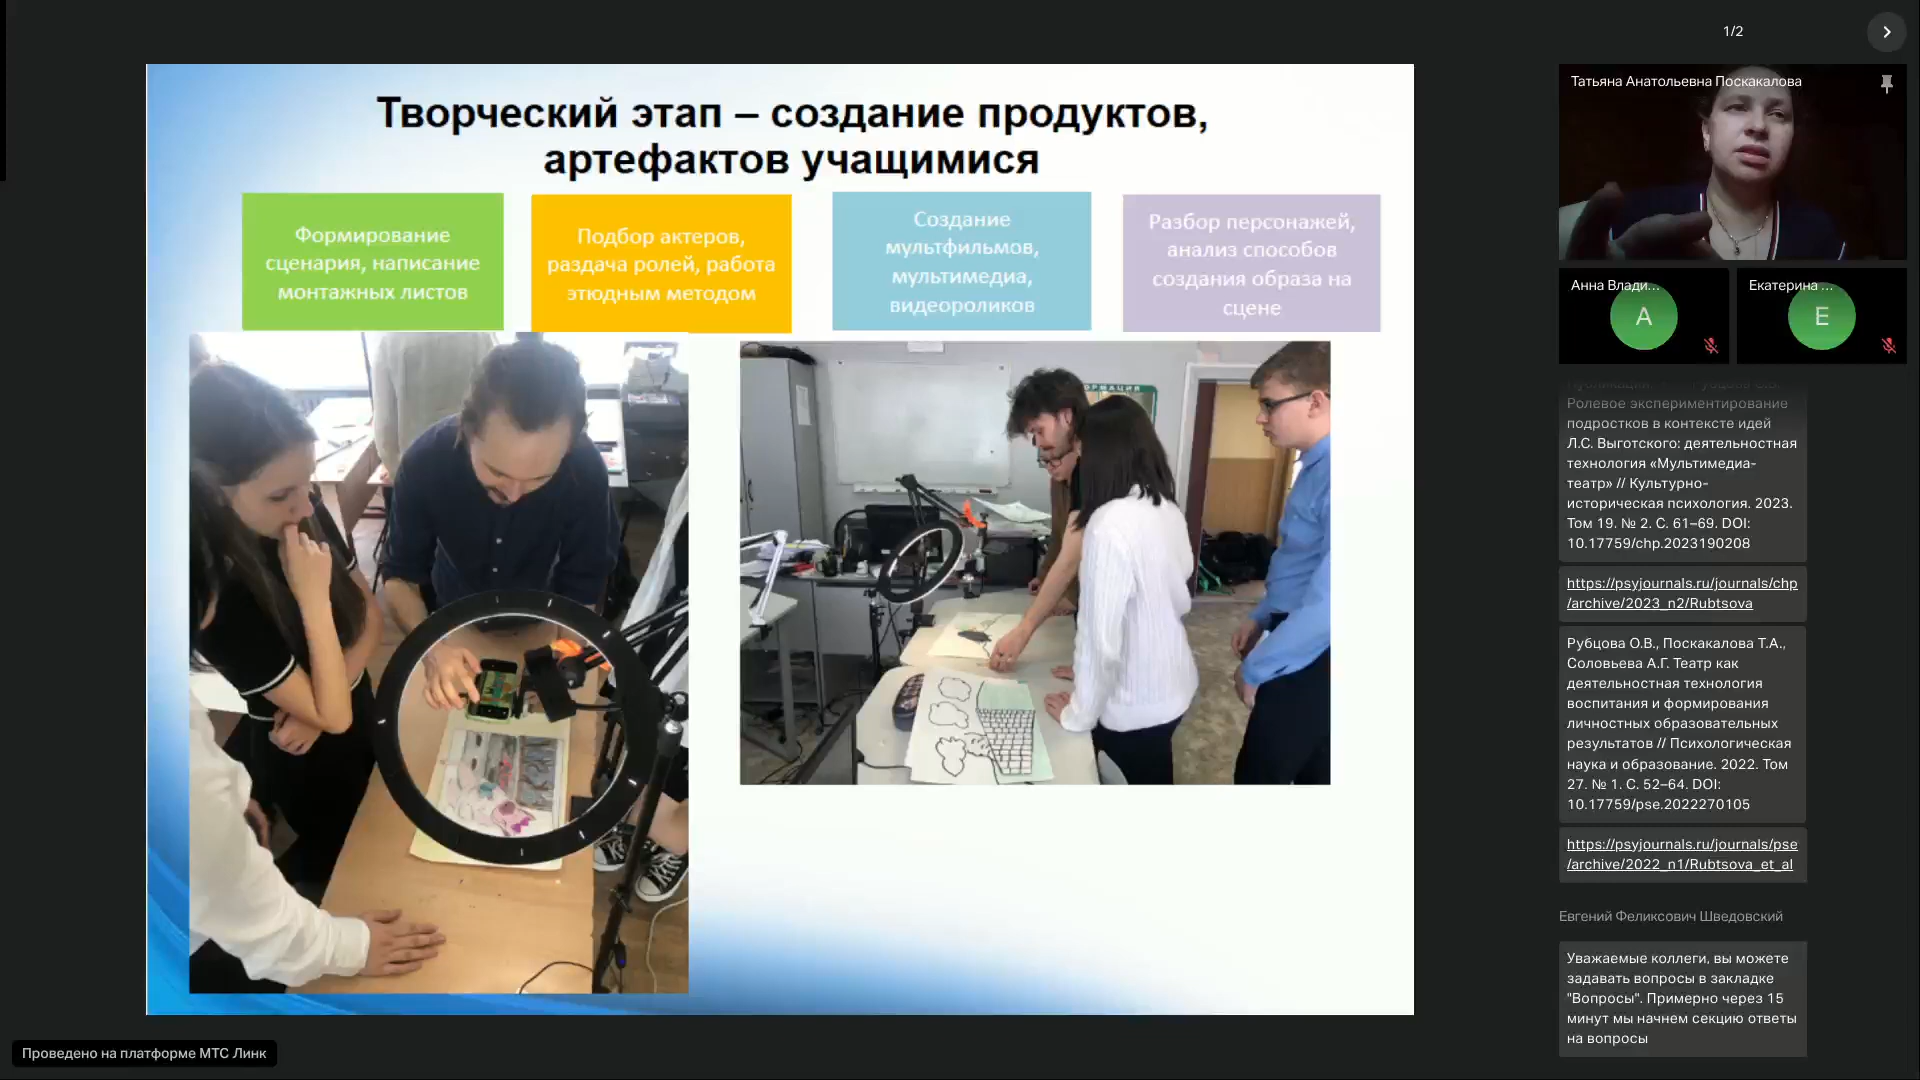 1/2
Творческий этап – создание продуктов,
артефактов учащимися
Формирование
сценария, написание
монтажных листов
Подбор актеров,
раздача ролей, работа
этюдным методом
Создание
мультфильмов,
мультимедиа,
видеороликов
Разбор персонажей,
анализ способов
создания образа на
сцене
Татьяна Анатольевна Поскакалова
Анна Влади...
А
Екатерина ...
Е
Ролевое экспериментирование
подростков в контексте идей
Л.С. Выготского: деятельностная
технология «Мультимедиа-
театр» // Культурно-
историческая психология. 2023.
Том 19. № 2. С. 61–69. DOI:
10.17759/chp.2023190208
https://psyjournals.ru/journals/chp
/archive/2023_n2/Rubtsova
Рубцова О.В., Поскакалова Т.А.,
Соловьева А.Г. Театр как
деятельностная технология
воспитания и формирования
личностных образовательных
результатов // Психологическая
наука и образование. 2022. Том
27. № 1. С. 52–64. DOI:
10.17759/pse.2022270105
https://psyjournals.ru/journals/pse
/archive/2022_n1/Rubtsova_et_al
Евгений Феликсович Шведовский
Уважаемые коллеги, вы можете
задавать вопросы в закладке
"Вопросы". Примерно через 15
минут мы начнем секцию ответы
на вопросы
Проведено на платформе МТС Линк